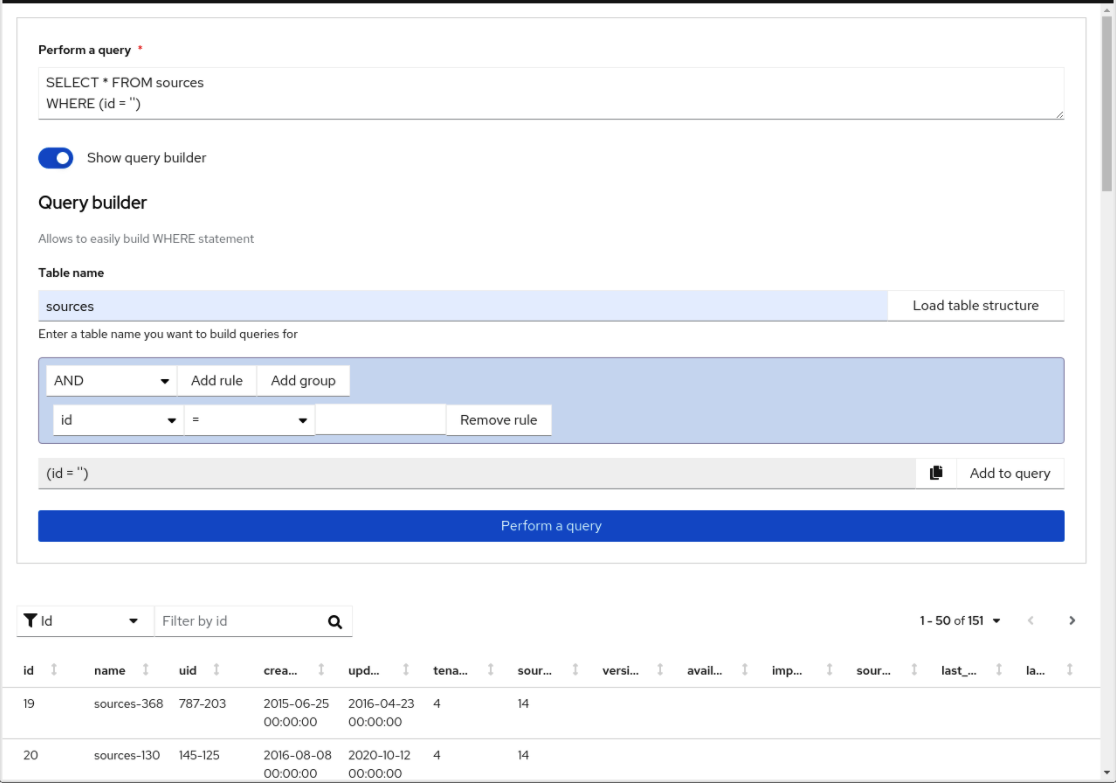 Perform a query *
SELECT * FROM sources
WHERE (id = '')
Show query builder
Query builder
Allows to easily build WHERE statement
Table name
sources Load table structure
Enter a table name you want to build queries for
AND Add rule Add group
id = Remove rule
(id = '') Add to query
Perform a query
Id Filter by id 1 - 50 of 151
id name uid crea... upd... tena... sour... versi... avail... imp... sour... last_... la...
19 sources-368 787-203 2015-06-25 2016-04-23 4 14
00:00:00 00:00:00
20 sources-130 145-125 2016-08-08 2020-10-12 4 14
00:00:00 00:00:00